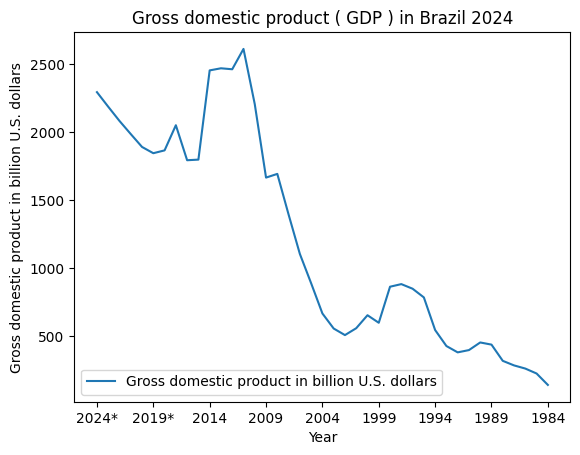 Gross domestic product ( GDP ) in Brazil 2024
Gross domestic product in billion U.S. dollars
2500
2000
1500
1000
500
Gross domestic product in billion U.S. dollars
2024* 2019* 2014 2009 2004 1999 1994 1989 1984
Year